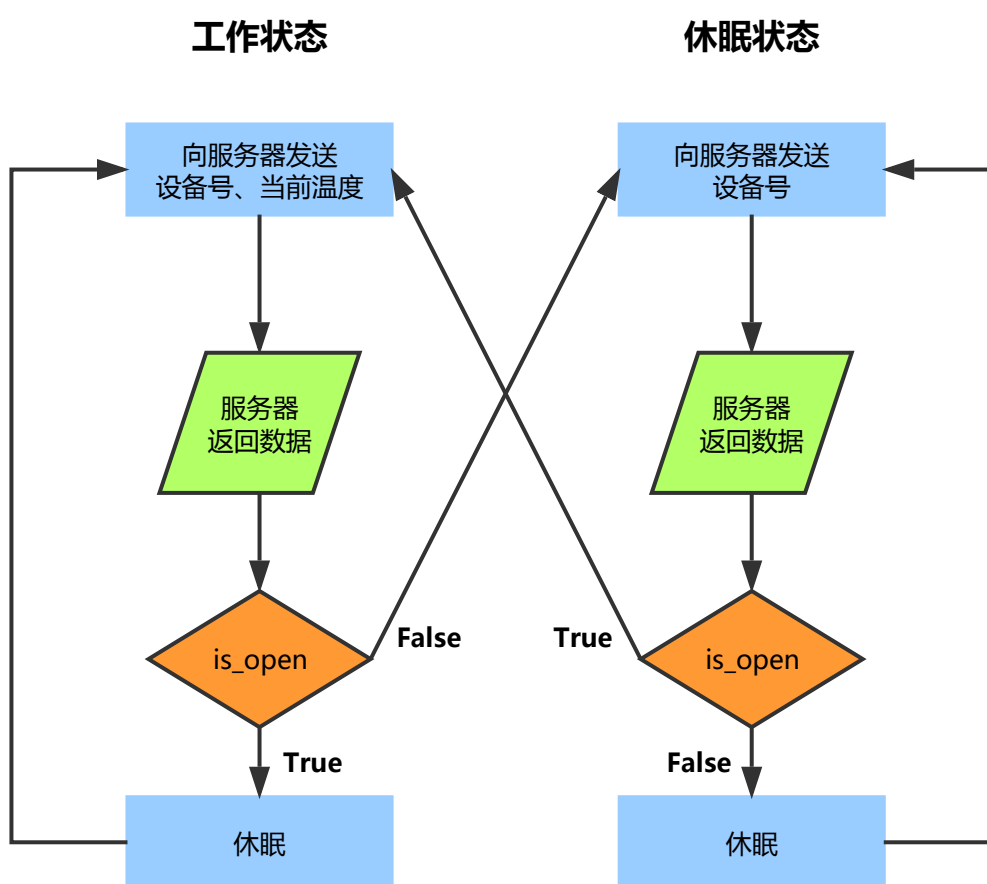 工作状态
休眠状态
向服务器发送
设备号、当前温度
向服务器发送
设备号
服务器
返回数据
服务器
返回数据
is_open
False
True
is_open
True
False
休眠
休眠